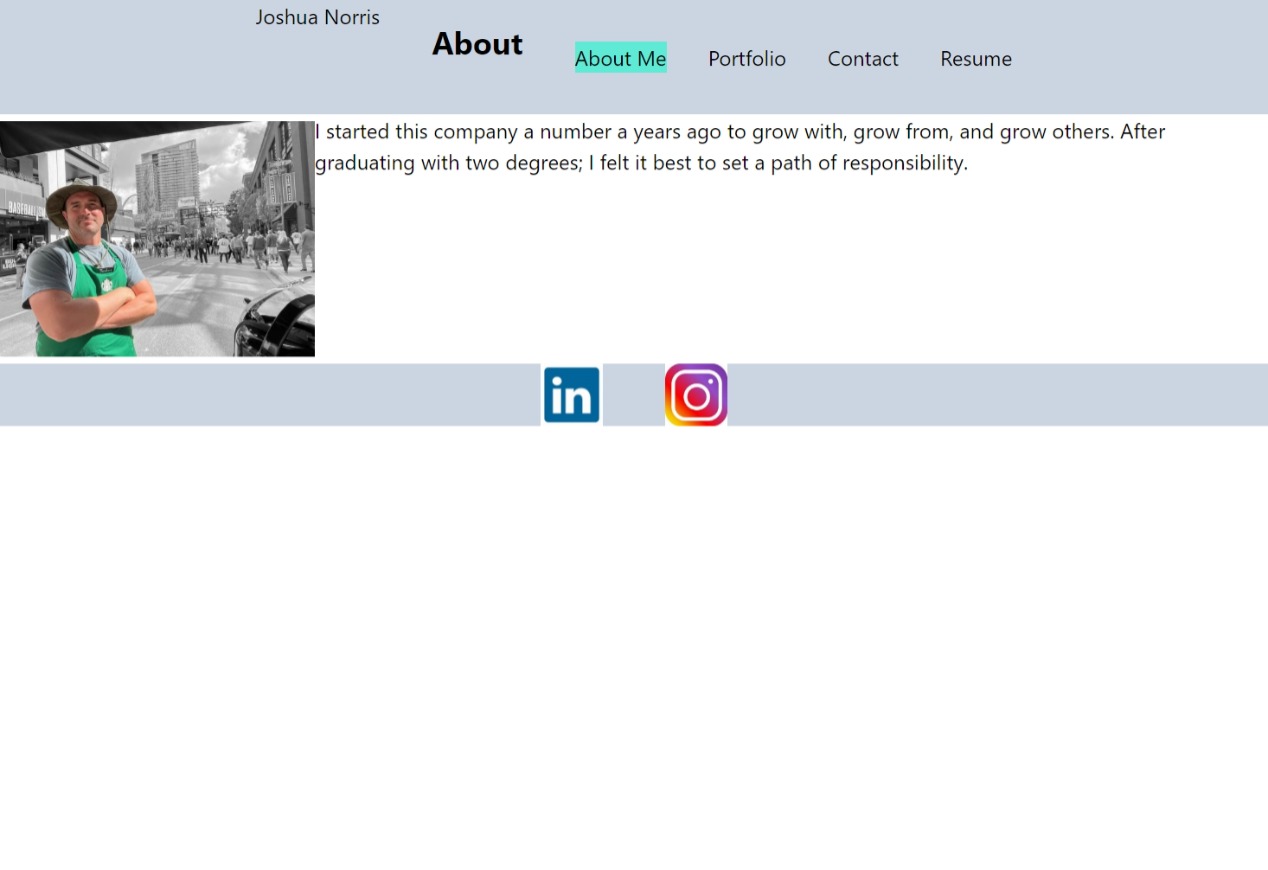 Joshua Norris
About
About Me Portfolio Contact Resume
I started this company a number a years ago to grow with, grow from, and grow others. After
graduating with two degrees; I felt it best to set a path of responsibility.
in